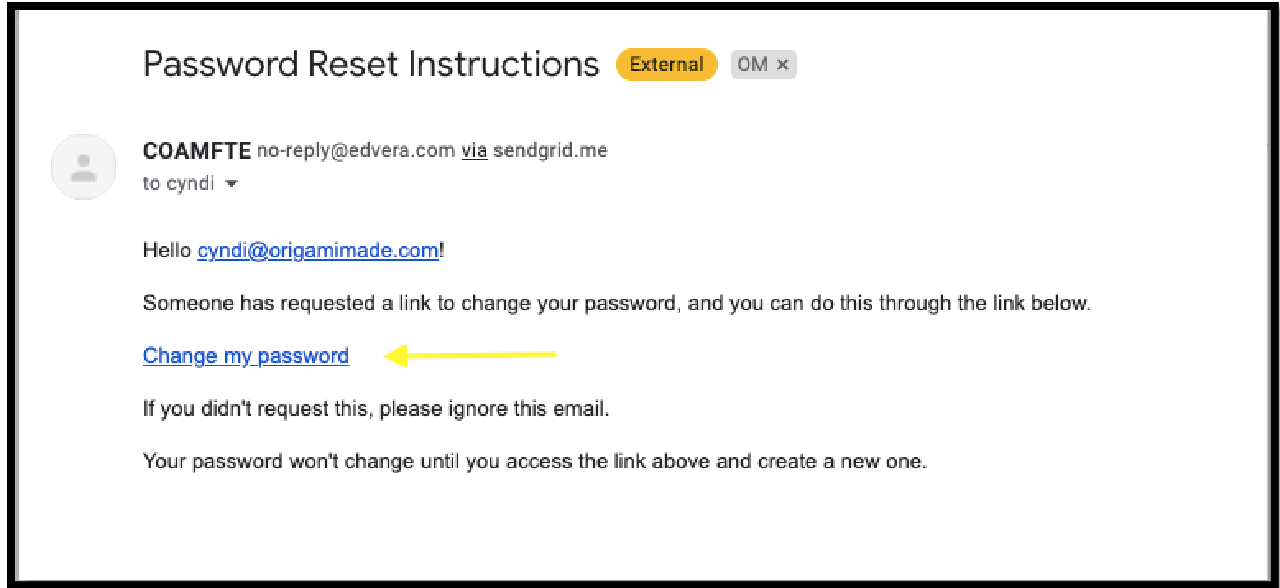 Password Reset Instructions External OM ×
COAMFTE no-reply@edvera.com via sendgrid.me
to cyndi
Hello cyndi@origamimade.com!
Someone has requested a link to change your password, and you can do this through the link below.
Change my password
If you didn't request this, please ignore this email.
Your password won't change until you access the link above and create a new one.